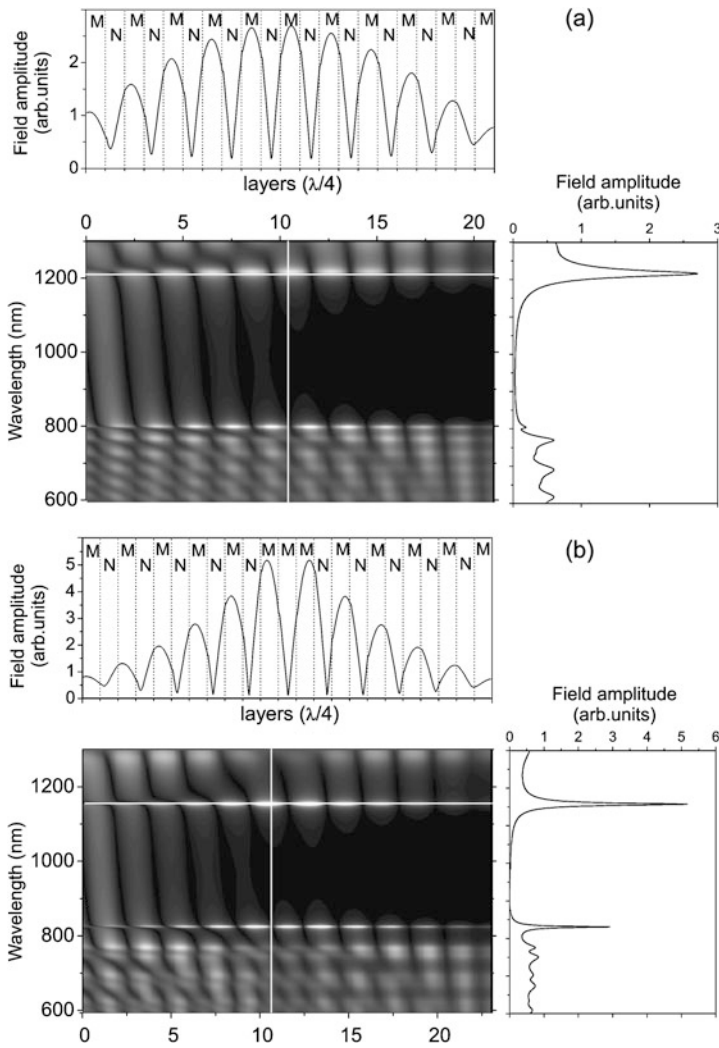 M M M M M M M M M M M
N N N N N N N N N N
(a)
Field amplitude
(arb.units)
2
1
0
layers (λ/4)
0 5 10 15 20
Wavelength (nm)
1200
1000
800
600
Field amplitude
(arb.units)
0 1 2 3
M M M M M M M M M M M M M
N N N N N N N N N N
(b)
Field amplitude
(arb.units)
5
4
3
2
1
0
layers (λ/4)
Wavelength (nm)
1200
1000
800
600
0 5 10 15 20
Field amplitude
(arb.units)
0 1 2 3 4 5 6